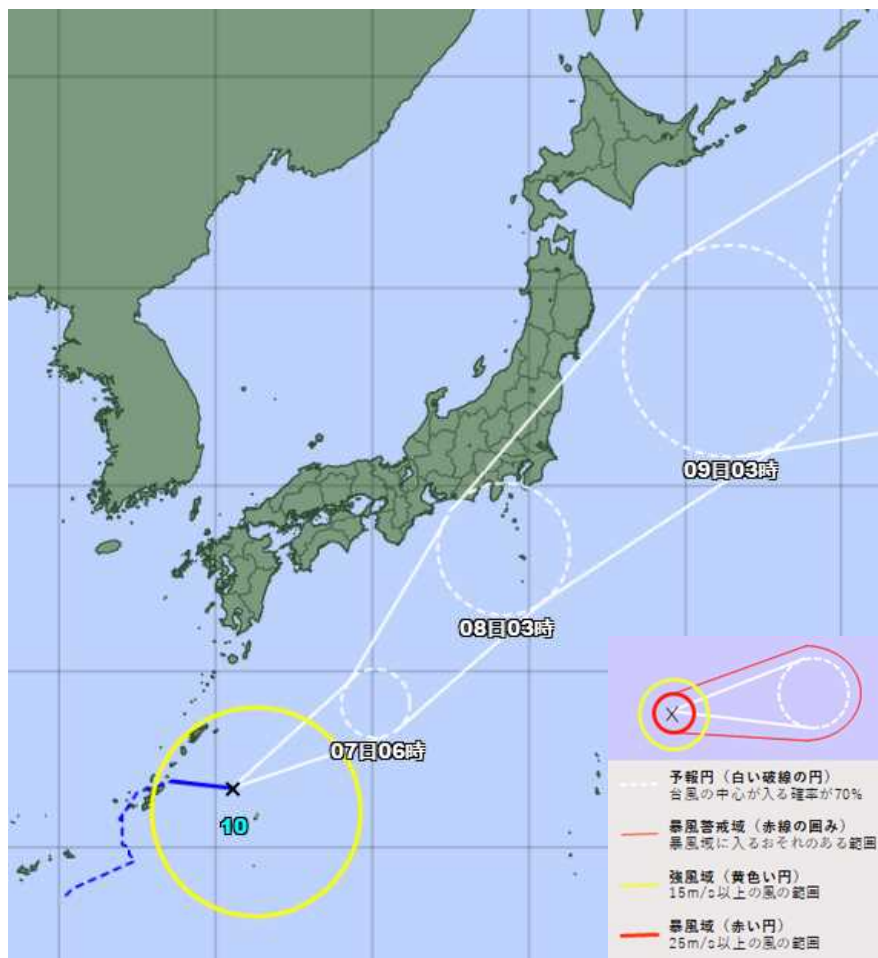 09日03時
08日03時
07日06時
10
予報円（白い破線の円）
台風の中心が入る確率が70%
暴風警戒域（赤線の囲み）
暴風域に入るおそれのある範囲
強風域（黄色い円）
15m/s以上の風の範囲
暴風域（赤い円）
25m/s以上の風の範囲